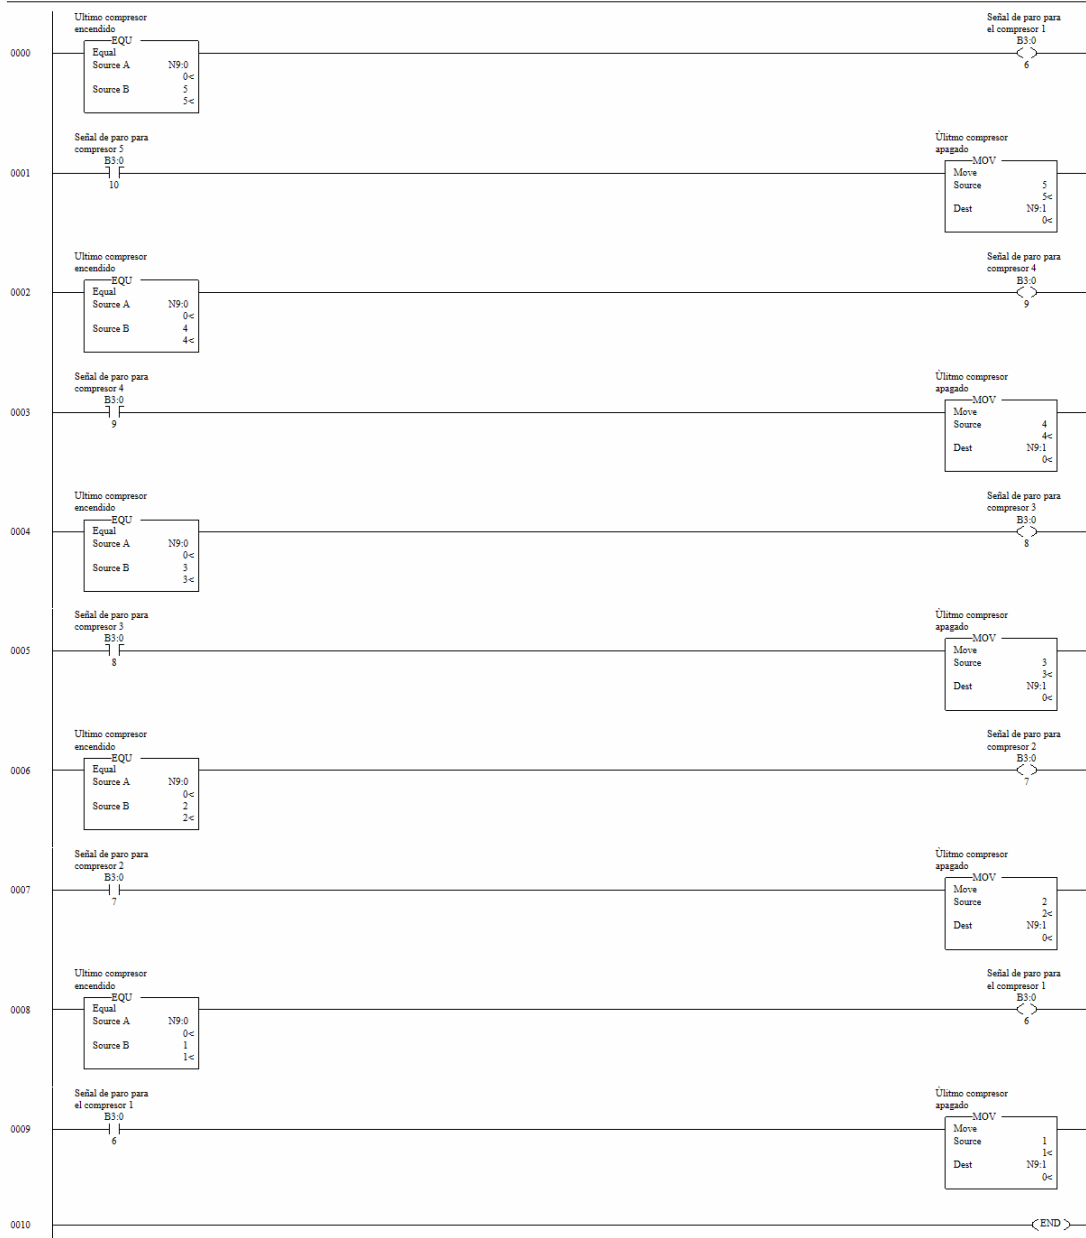 Ultimo compresor
encendido
EQU
Equal
Source A N9:0
0<
Source B 5
5<
0000
Señal de paro para
el compresor 1
B3:0
6
Señal de paro para
compresor 5
B3:0
10
0001
Ùlitmo compresor
apagado
MOV
Move
Source 5
5<
Dest N9:1
0<
Ultimo compresor
encendido
EQU
Equal
Source A N9:0
0<
Source B 4
4<
0002
Señal de paro para
compresor 4
B3:0
9
Señal de paro para
compresor 4
B3:0
9
0003
Ùlitmo compresor
apagado
MOV
Move
Source 4
4<
Dest N9:1
0<
Ultimo compresor
encendido
EQU
Equal
Source A N9:0
0<
Source B 3
3<
0004
Señal de paro para
compresor 3
B3:0
8
Señal de paro para
compresor 3
B3:0
8
0005
Ùlitmo compresor
apagado
MOV
Move
Source 3
3<
Dest N9:1
0<
Ultimo compresor
encendido
EQU
Equal
Source A N9:0
0<
Source B 2
2<
0006
Señal de paro para
compresor 2
B3:0
7
Señal de paro para
compresor 2
B3:0
7
0007
Ùlitmo compresor
apagado
MOV
Move
Source 2
2<
Dest N9:1
0<
Ultimo compresor
encendido
EQU
Equal
Source A N9:0
0<
Source B 1
1<
0008
Señal de paro para
el compresor 1
B3:0
6
Señal de paro para
el compresor 1
B3:0
6
0009
Ùlitmo compresor
apagado
MOV
Move
Source 1
1<
Dest N9:1
0<
0010
END